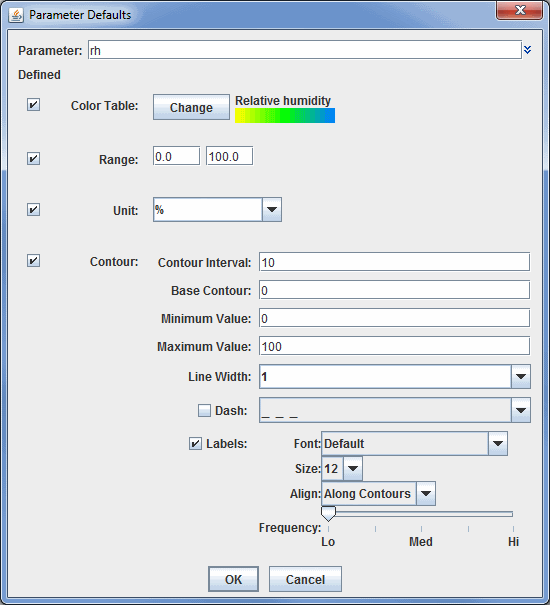 Parameter Defaults
Parameter: rh
Defined
Color Table: Change Relative humidity
Range: 0.0 100.0
Unit: %
Contour: Contour Interval: 10
Base Contour: 0
Minimum Value: 0
Maximum Value: 100
Line Width: 1
Dash: _ _ _
Labels: Font: Default
Size: 12
Align: Along Contours
Frequency:
Lo Med Hi
OK Cancel